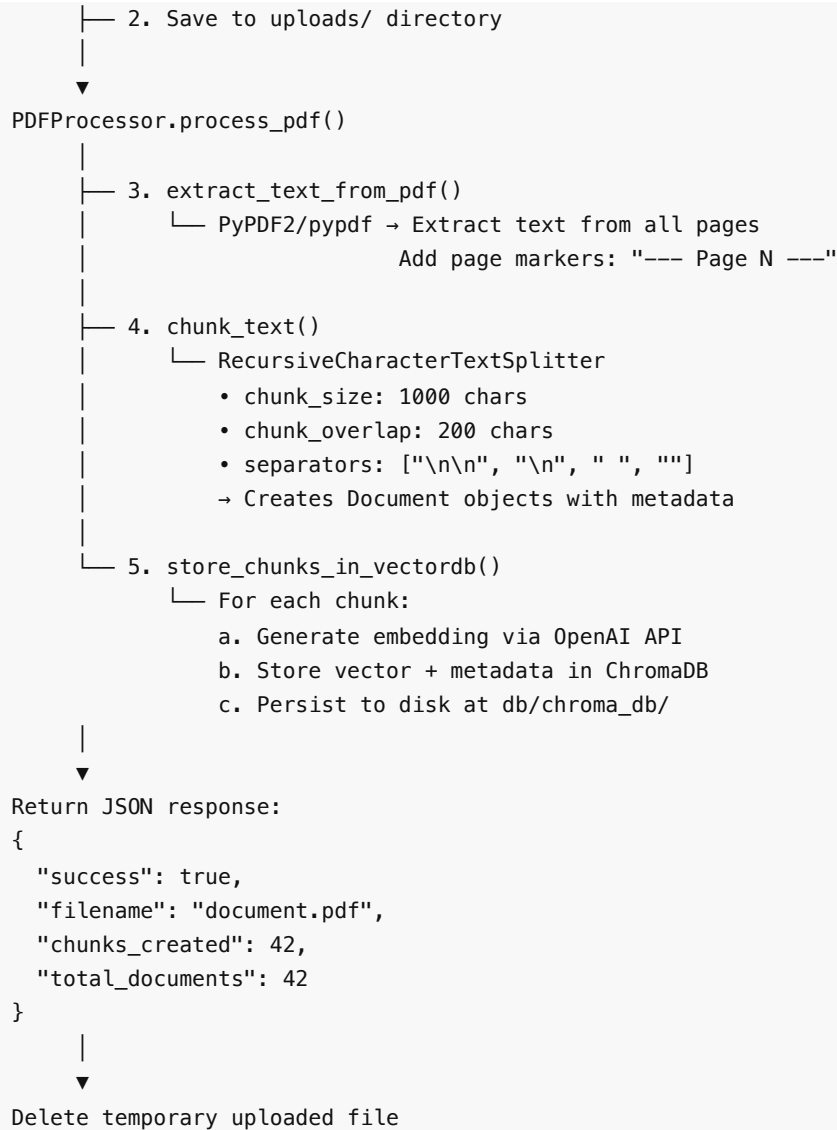 ├── 2. Save to uploads/ directory
│
▼
PDFProcessor.process_pdf()
│
├── 3. extract_text_from_pdf()
│ └── PyPDF2/pypdf → Extract text from all pages
│ Add page markers: "--- Page N ---"
│
├── 4. chunk_text()
│ └── RecursiveCharacterTextSplitter
│ • chunk_size: 1000 chars
│ • chunk_overlap: 200 chars
│ • separators: ["\n\n", "\n", " ", ""]
│ → Creates Document objects with metadata
│
└── 5. store_chunks_in_vectordb()
└── For each chunk:
a. Generate embedding via OpenAI API
b. Store vector + metadata in ChromaDB
c. Persist to disk at db/chroma_db/
│
▼
Return JSON response:
{
"success": true,
"filename": "document.pdf",
"chunks_created": 42,
"total_documents": 42
}
│
▼
Delete temporary uploaded file